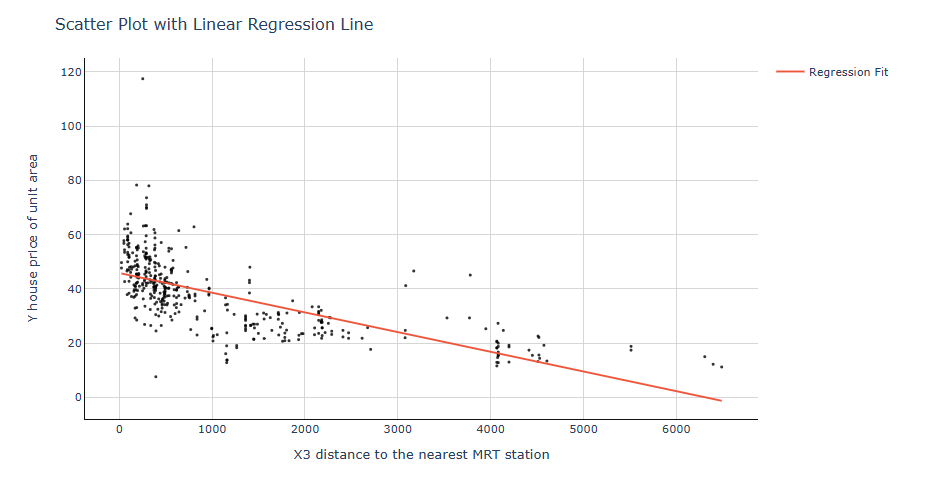 Scatter Plot with Linear Regression Line
Regression Fit
120
100
80
60
40
20
0
Y house price of unit area
0 1000 2000 3000 4000 5000 6000
X3 distance to the nearest MRT station